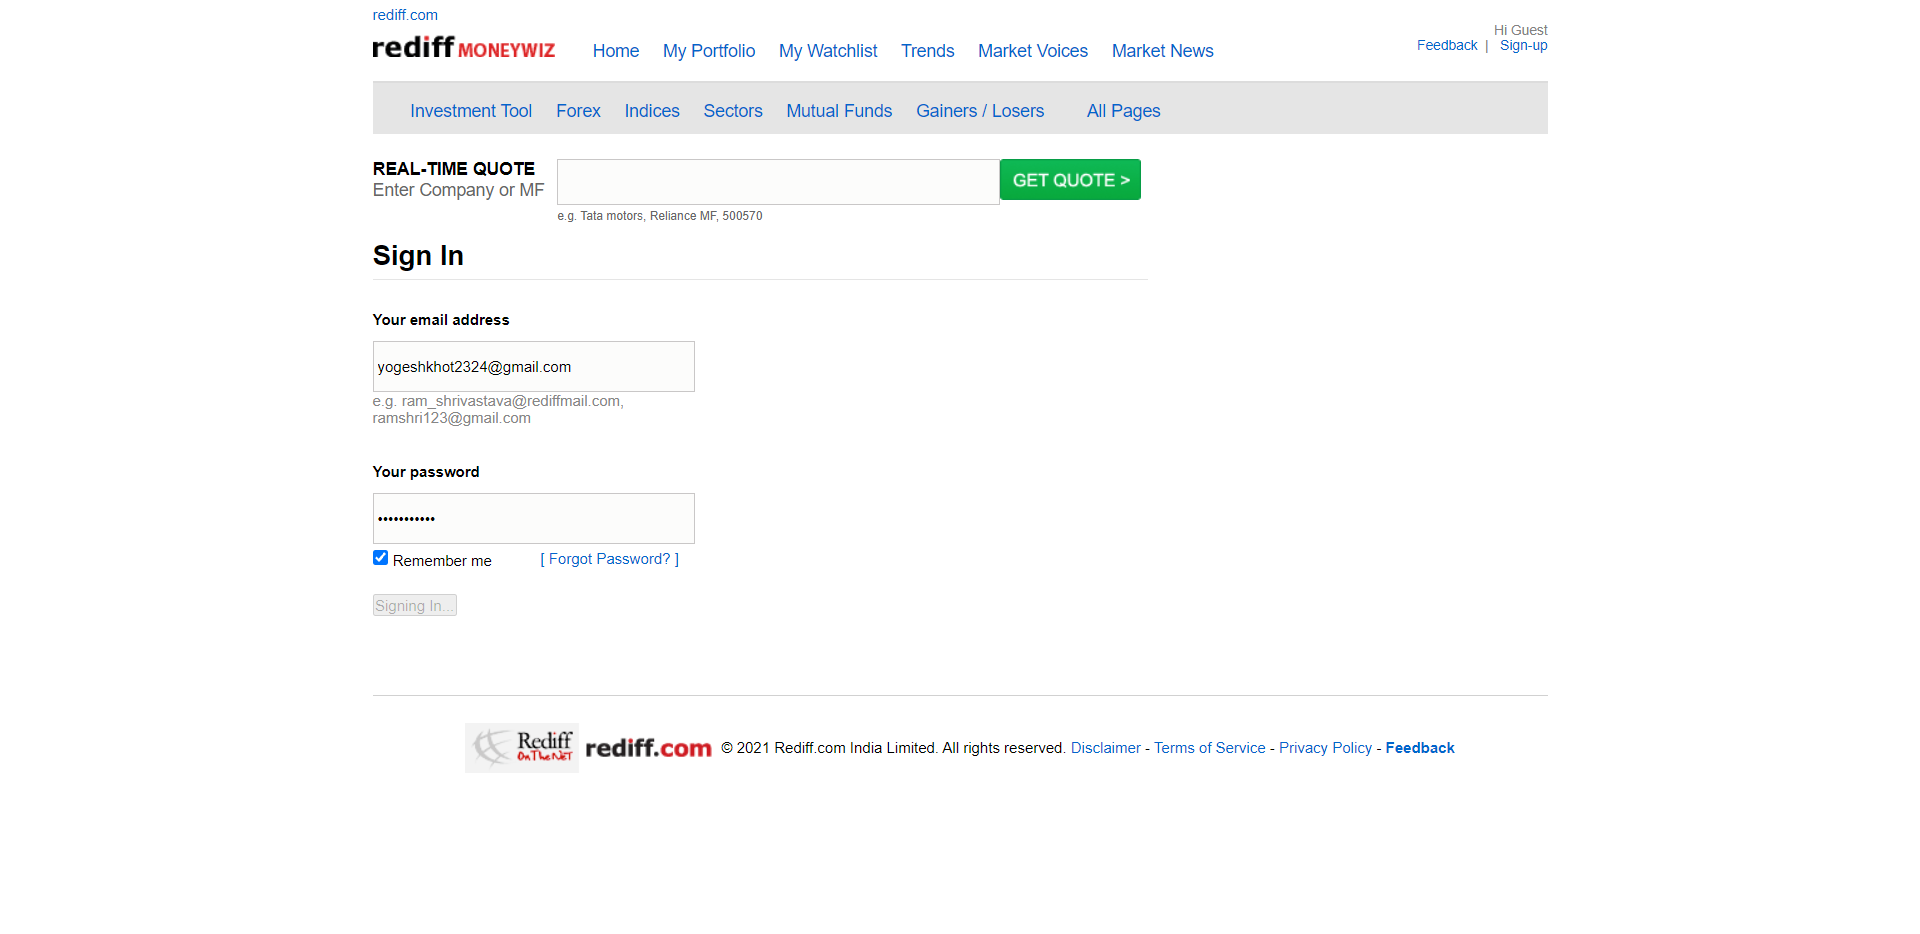 rediff.com
rediff MONEYWIZ
Home My Portfolio My Watchlist Trends Market Voices Market News
Hi Guest
Feedback | Sign-up
Investment Tool Forex Indices Sectors Mutual Funds Gainers / Losers All Pages
REAL-TIME QUOTE
Enter Company or MF
GET QUOTE >
e.g. Tata motors, Reliance MF, 500570
Sign In
Your email address
yogeshkhot2324@gmail.com
e.g. ram_shrivastava@rediffmail.com,
ramshri123@gmail.com
Your password
•••••••••••
Remember me [ Forgot Password? ]
Signing In...
Rediff
OnTheNeT
rediff.com © 2021 Rediff.com India Limited. All rights reserved. Disclaimer - Terms of Service - Privacy Policy - Feedback